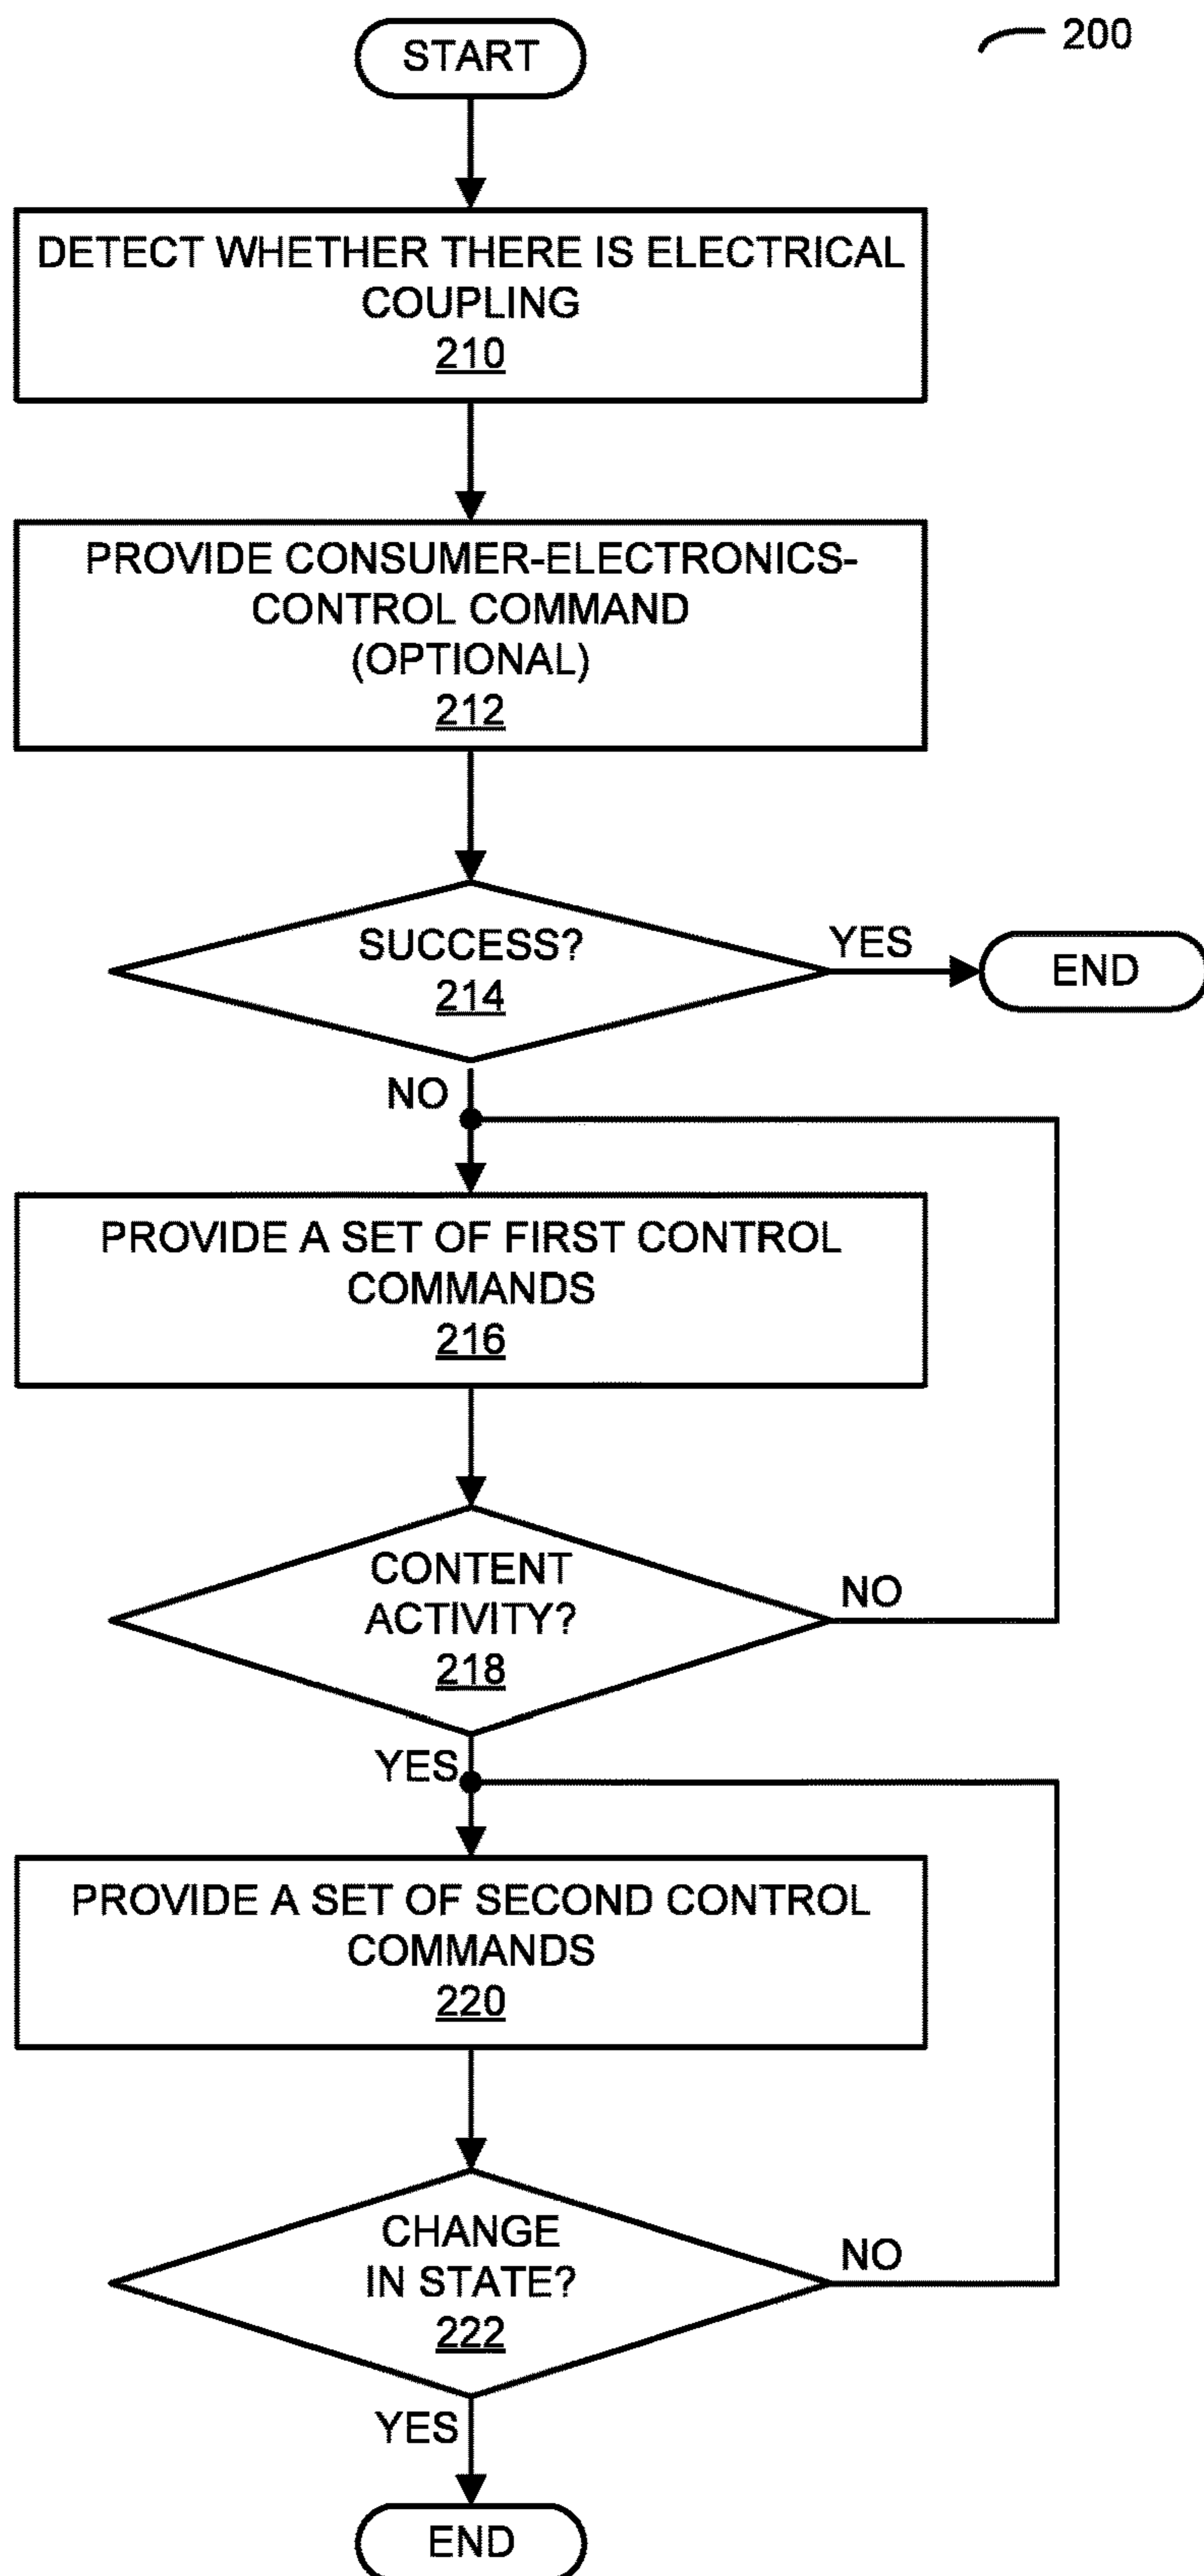 START
200
DETECT WHETHER THERE IS ELECTRICAL
COUPLING
210
PROVIDE CONSUMER-ELECTRONICS-
CONTROL COMMAND
(OPTIONAL)
212
SUCCESS?
214
YES
END
NO
PROVIDE A SET OF FIRST CONTROL
COMMANDS
216
CONTENT
ACTIVITY?
218
NO
YES
PROVIDE A SET OF SECOND CONTROL
COMMANDS
220
CHANGE
IN STATE?
222
NO
YES
END